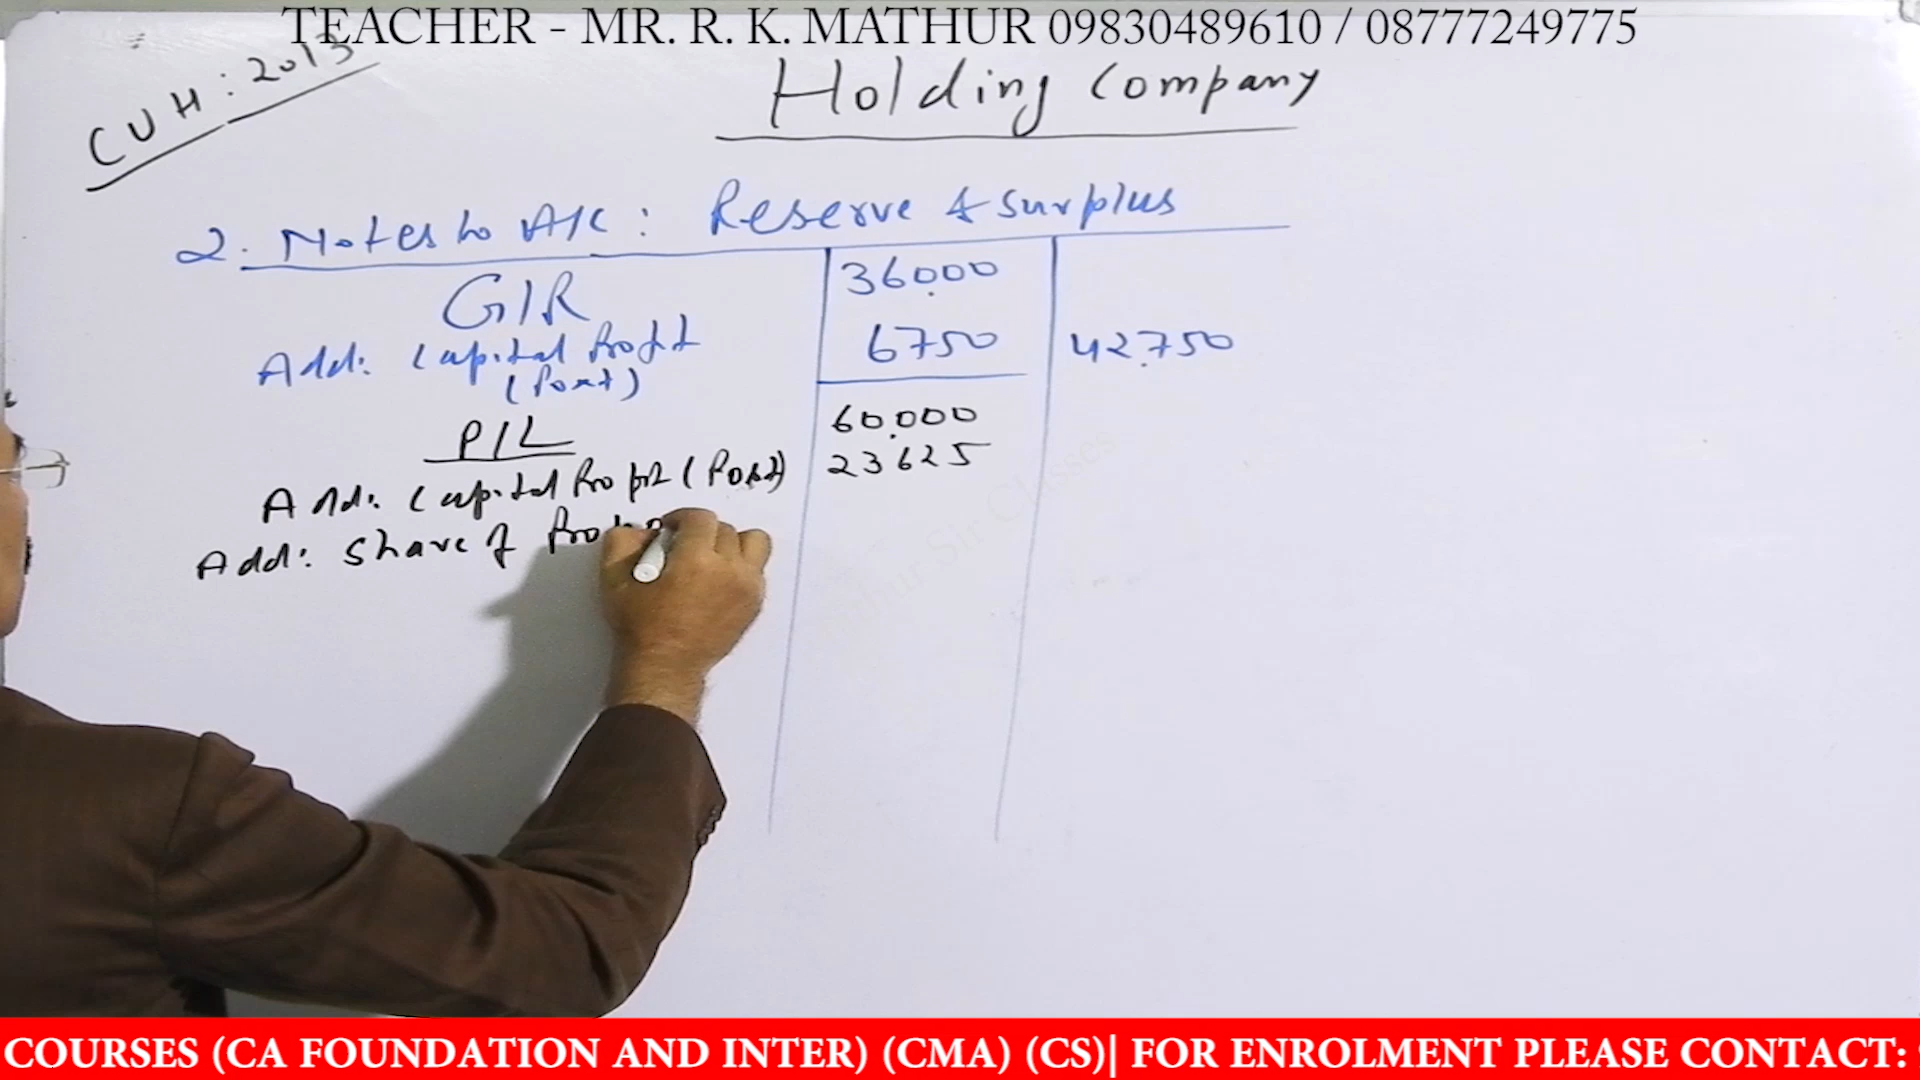 TEACHER - MR. R. K. MATHUR 09830489610 / 08777249775
CUH: 2013
Holding Company
2. Notes to A/c: Reserve & Surplus
G/R 36000
Add: Capital Profit 6750 42750
(Post)
P/L 60.000
Add: Capital Profit (Post) 23625
Add: Share of
COURSES (CA FOUNDATION AND INTER) (CMA) (CS)| FOR ENROLMENT PLEASE CONTACT: